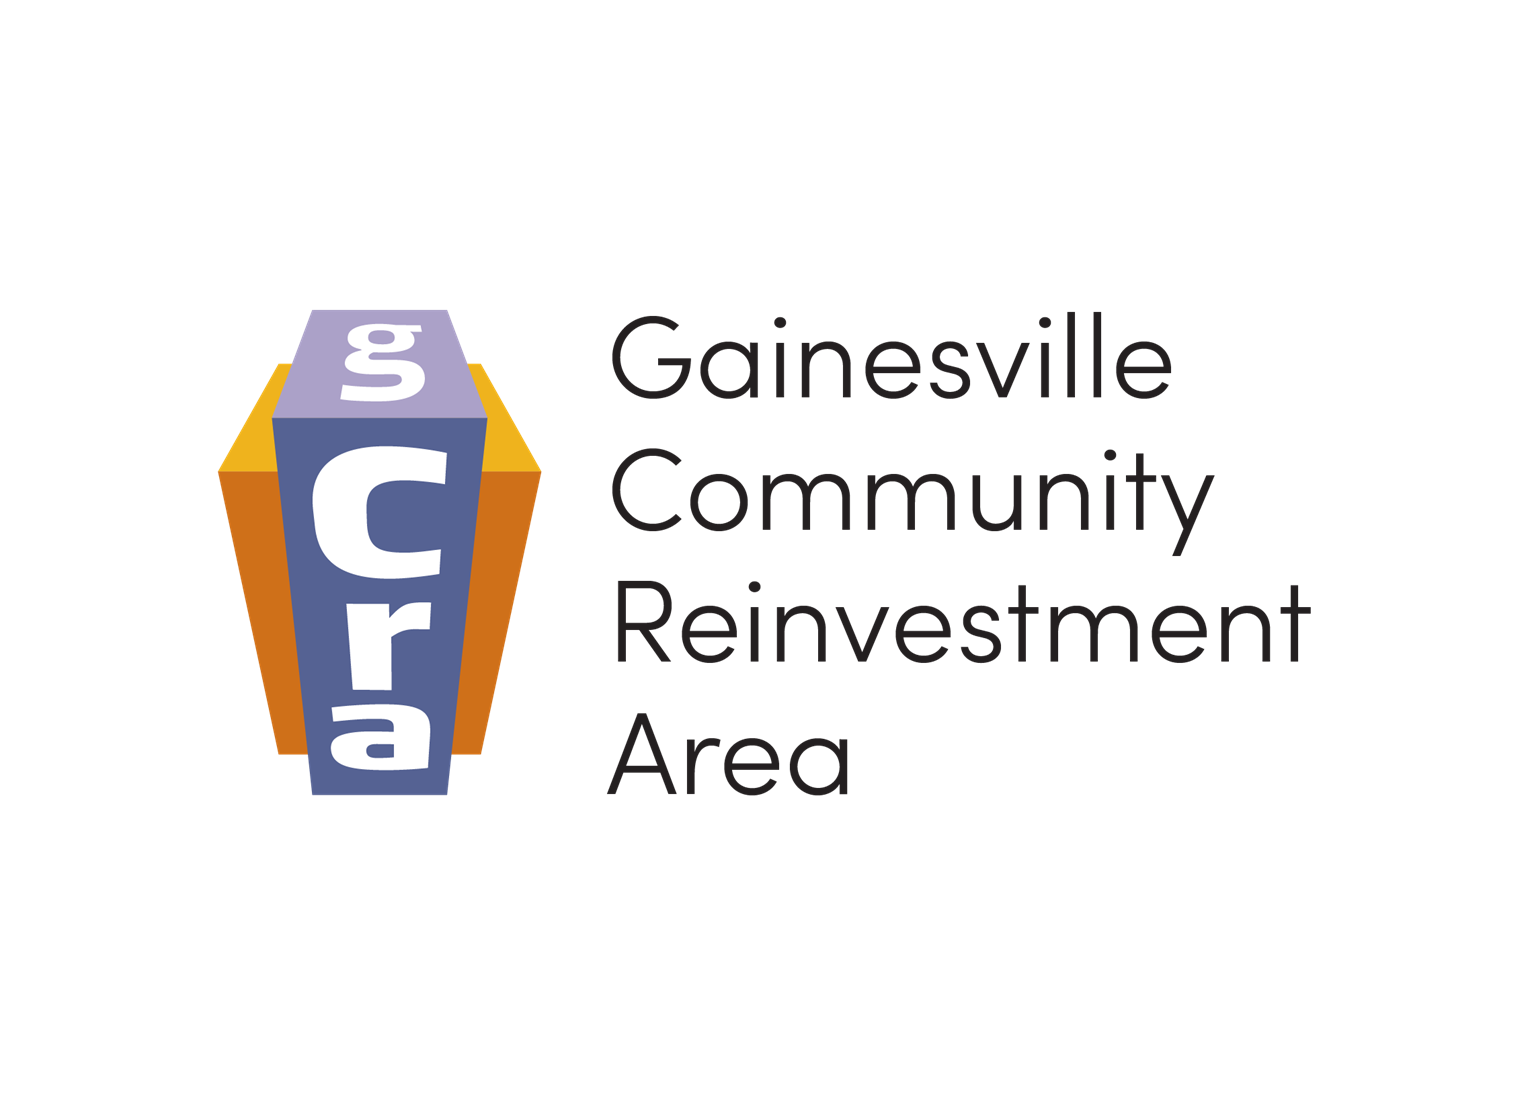 g
c
r
a
Gainesville
Community
Reinvestment
Area